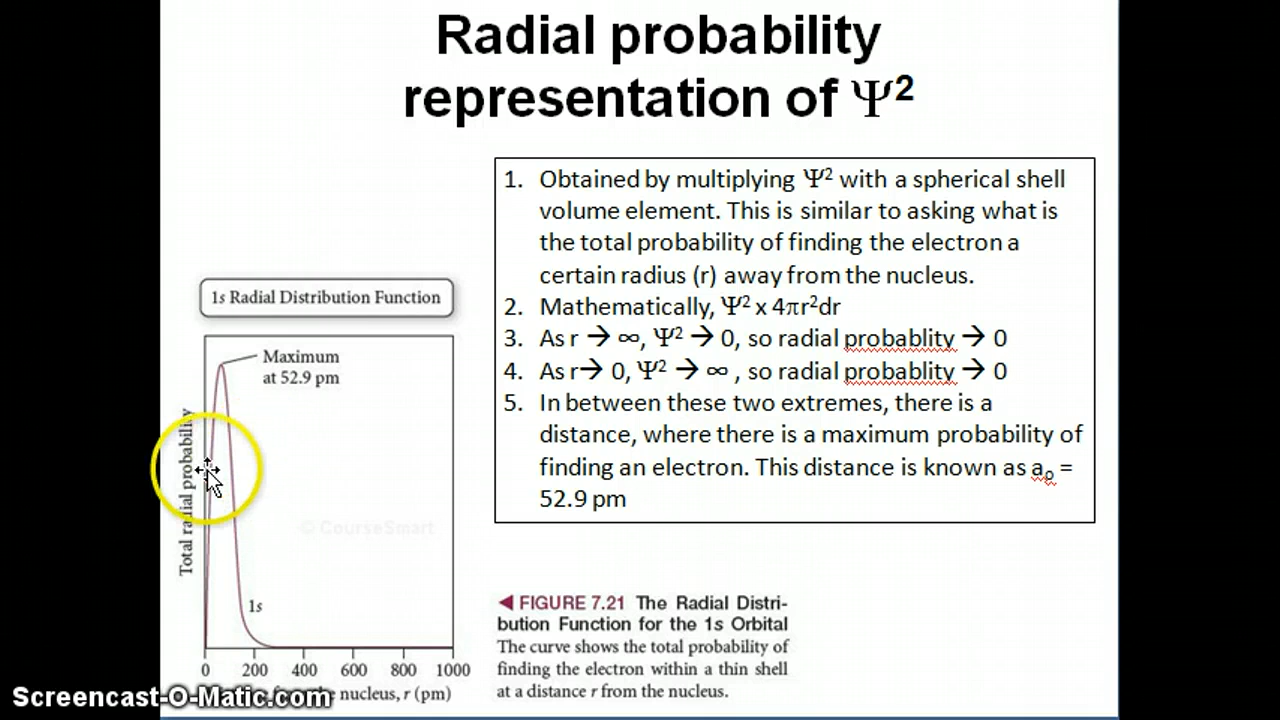 Radial probability
representation of Ψ²
1. Obtained by multiplying Ψ² with a spherical shell
volume element. This is similar to asking what is
the total probability of finding the electron a
certain radius (r) away from the nucleus.
2. Mathematically, Ψ² x 4πr²dr
3. As r → ∞, Ψ² → 0, so radial probablity → 0
4. As r→ 0, Ψ² → ∞ , so radial probablity → 0
5. In between these two extremes, there is a
distance, where there is a maximum probability of
finding an electron. This distance is known as aₒ =
52.9 pm
1s Radial Distribution Function
Maximum
at 52.9 pm
Total radial probability
© CourseSmart
1s
0 200 400 600 800 1000
nucleus, r (pm)
◀ FIGURE 7.21 The Radial Distri-
bution Function for the 1s Orbital
The curve shows the total probability of
finding the electron within a thin shell
at a distance r from the nucleus.
Screencast-O-Matic.com